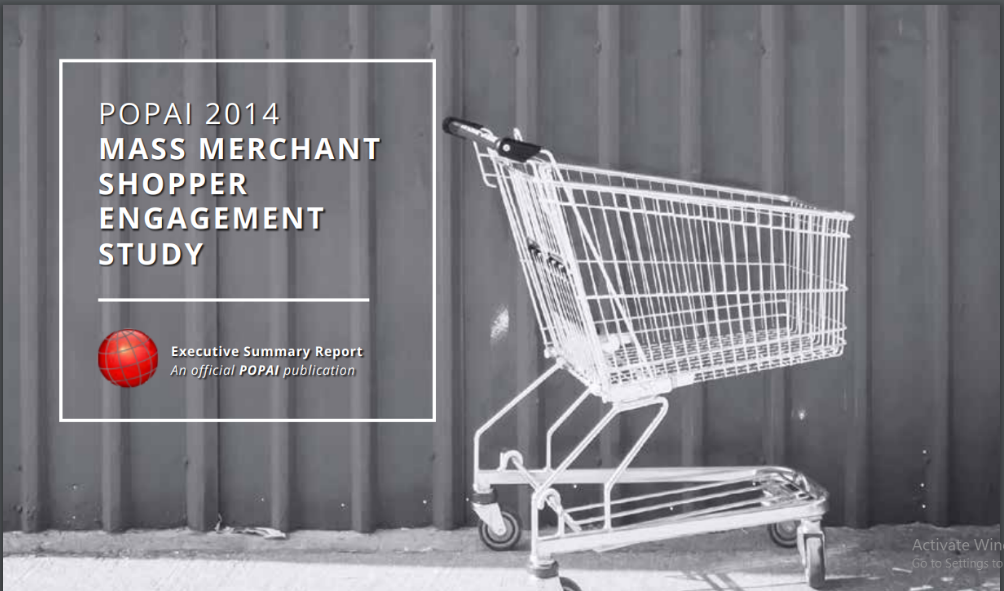 POPAI 2014
MASS MERCHANT
SHOPPER
ENGAGEMENT
STUDY
Executive Summary Report
An official POPAI publication
Activate Win
Go to Settings to